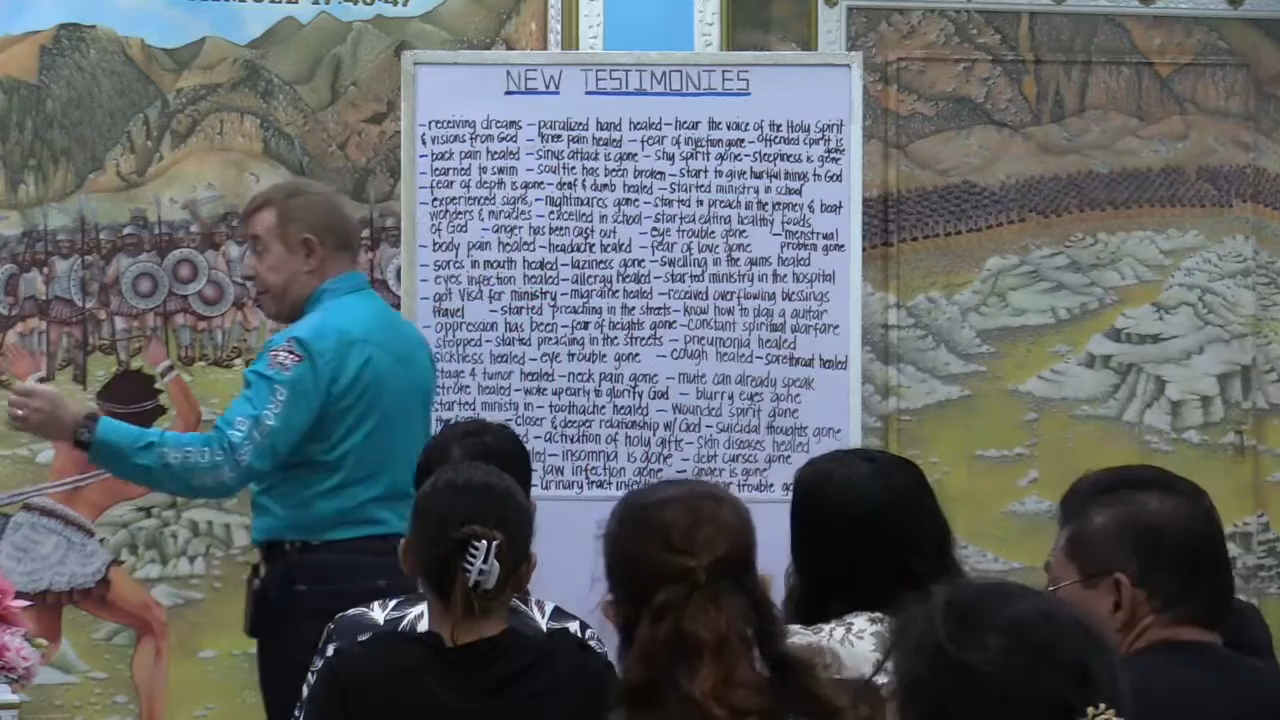 17:46-47
NEW TESTIMONIES
-receiving dreams -paralized hand healed-hear the voice of the Holy Spirit
& visions from God -knee pain healed -fear of injection gone -offended spirit is gone
-back pain healed -sinus attack is gone -shy spirit gone-sleepiness is gone
-learned to swim -soul tie has been broken-start to give hurtful things to God
-fear of depth is gone-deaf & dumb healed -started ministry in school
-experienced signs, -nightmares gone -started to preach in the jeepney & boat
wonders & miracles -excelled in school-started eating healthy foods
of God -anger has been cast out -eye trouble gone -menstrual
-body pain healed-headache healed -fear of love gone problem gone
-sores in mouth healed-laziness gone -swelling in the gums healed
-eyes infection healed-allergy healed-started ministry in the hospital
-got Visa for ministry-migraine healed-received overflowing blessings
travel -started preaching in the streets-know how to play a guitar
-oppression has been-fear of heights gone-constant spiritual warfare
stopped-started preaching in the streets -pneumonia healed
sickness healed-eye trouble gone -cough healed-sorethroat healed
stage 4 tumor healed-neck pain gone -mute can already speak
stroke healed-woke up early to glorify God -blurry eyes gone
started ministry in-toothache healed -wounded spirit gone
-closer & deeper relationship w/ God -suicidal thoughts gone
-activation of holy gifts-skin diseases healed
-insomnia is gone -debt curses gone
-jaw infection gone -anger is gone
-urinary tract trouble